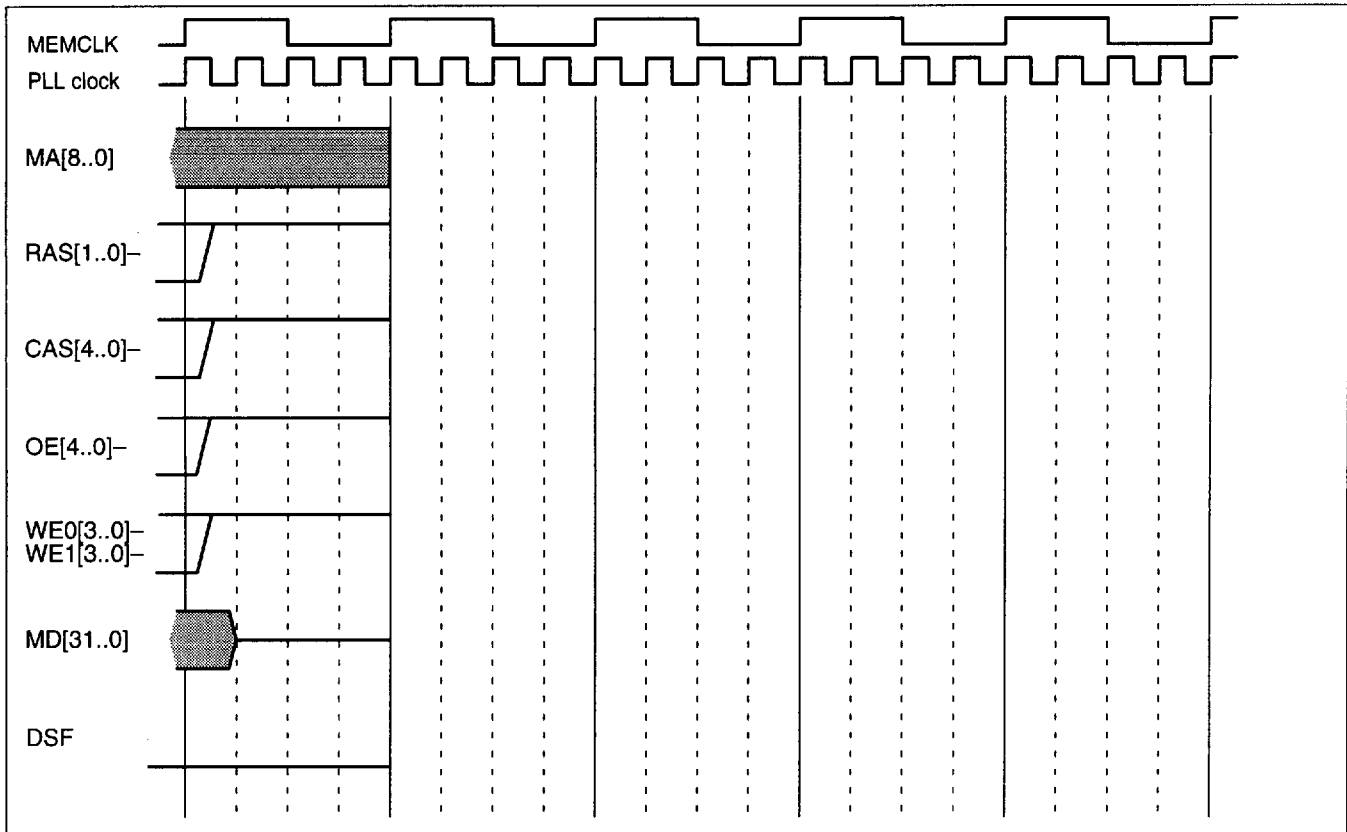 MEMCLK
PLL clock
MA[8..0]
RAS[1..0]–
CAS[4..0]–
OE[4..0]–
WE0[3..0]–
WE1[3..0]–
MD[31..0]
DSF